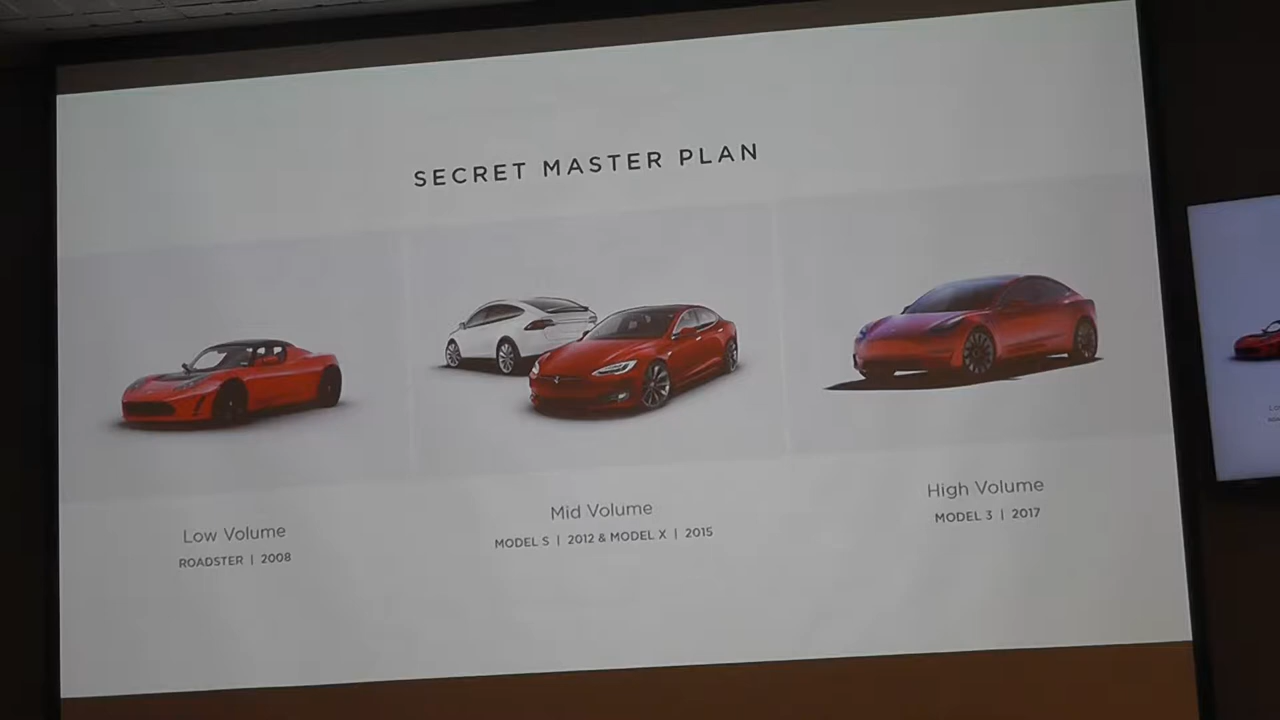 SECRET MASTER PLAN
Low Volume
ROADSTER | 2008
Mid Volume
MODEL S | 2012 & MODEL X | 2015
High Volume
MODEL 3 | 2017